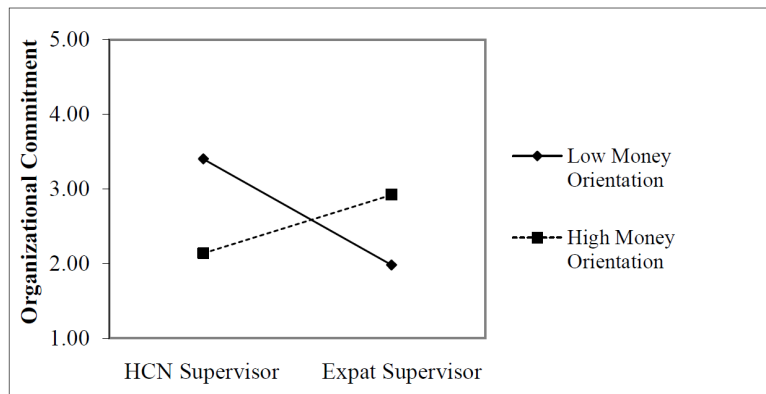 Organizational Commitment
5.00
4.00
3.00
2.00
1.00
HCN Supervisor
Expat Supervisor
Low Money
Orientation
High Money
Orientation